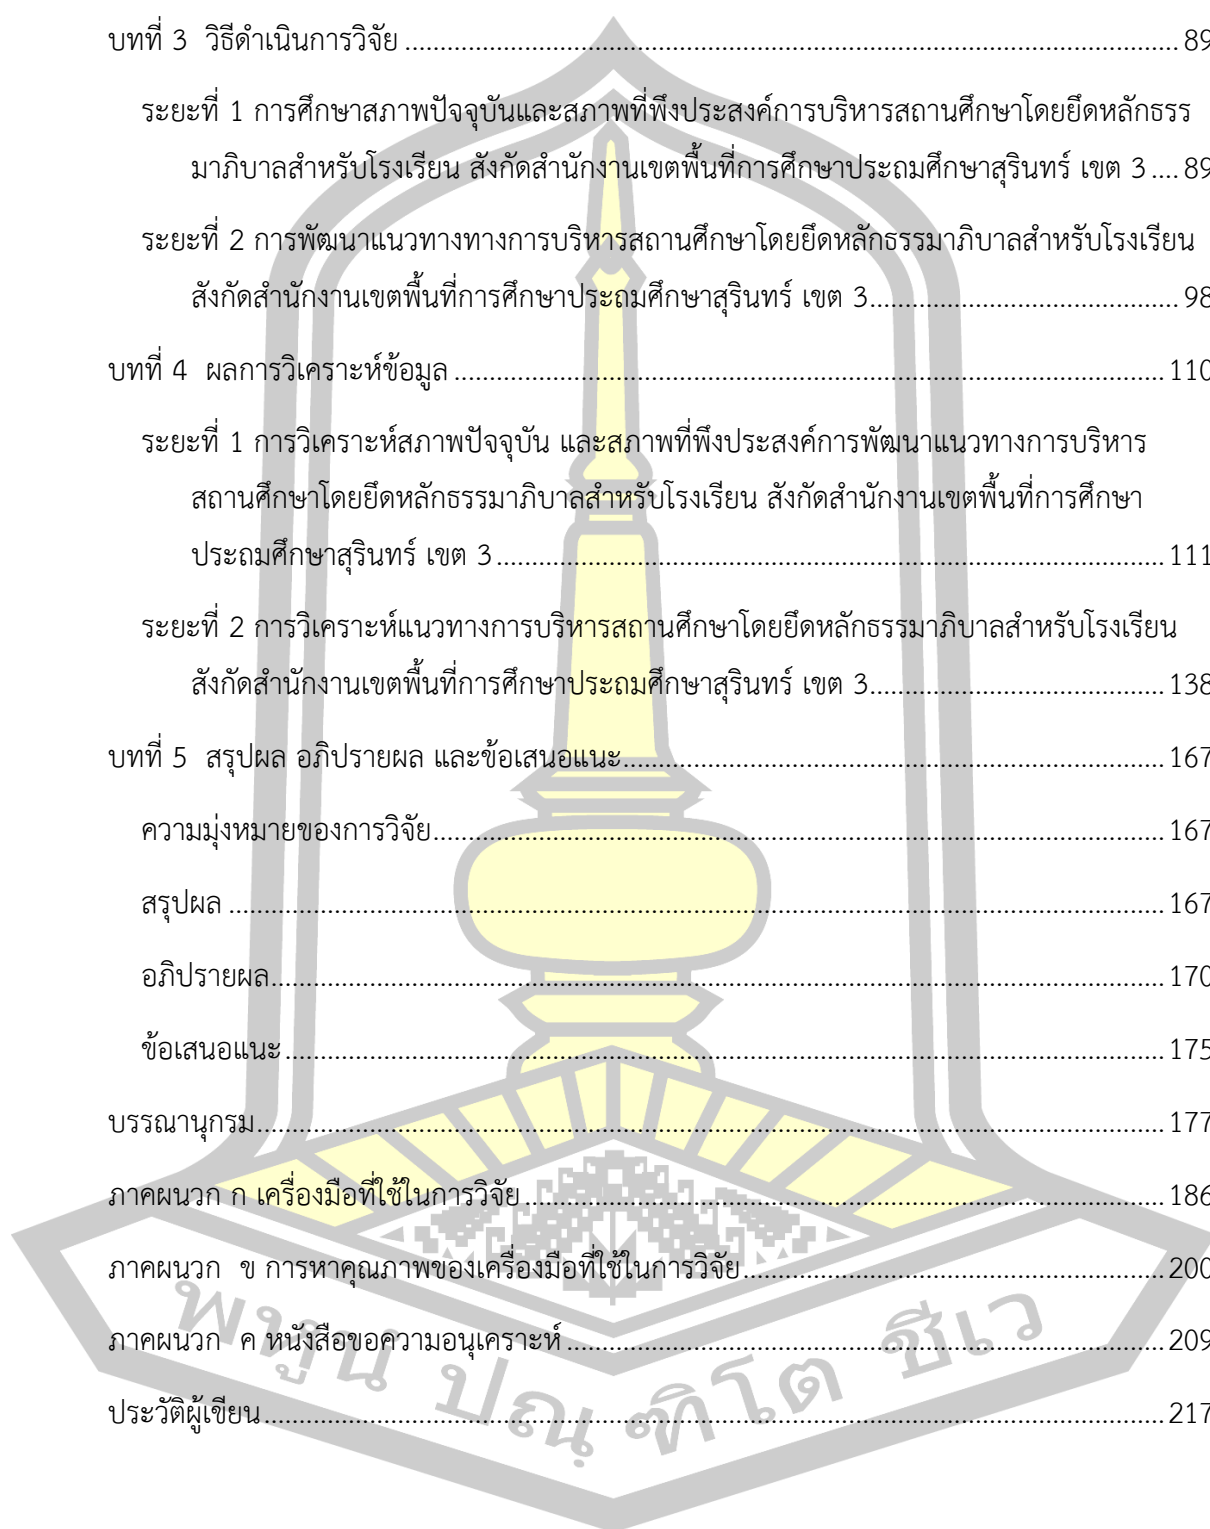 บทที่ 3  วิธีดำเนินการวิจัย ........................................................................................................... 89
ระยะที่ 1 การศึกษาสภาพปัจจุบันและสภาพที่พึงประสงค์การบริหารสถานศึกษาโดยยึดหลักธรร
มาภิบาลสำหรับโรงเรียน สังกัดสำนักงานเขตพื้นที่การศึกษาประถมศึกษาสุรินทร์ เขต 3 .... 89
ระยะที่ 2 การพัฒนาแนวทางทางการบริหารสถานศึกษาโดยยึดหลักธรรมาภิบาลสำหรับโรงเรียน
สังกัดสำนักงานเขตพื้นที่การศึกษาประถมศึกษาสุรินทร์ เขต 3........................................... 98
บทที่ 4  ผลการวิเคราะห์ข้อมูล .................................................................................................. 110
ระยะที่ 1 การวิเคราะห์สภาพปัจจุบัน และสภาพที่พึงประสงค์การพัฒนาแนวทางการบริหาร
สถานศึกษาโดยยึดหลักธรรมาภิบาลสำหรับโรงเรียน สังกัดสำนักงานเขตพื้นที่การศึกษา
ประถมศึกษาสุรินทร์ เขต 3 ............................................................................................ 111
ระยะที่ 2 การวิเคราะห์แนวทางการบริหารสถานศึกษาโดยยึดหลักธรรมาภิบาลสำหรับโรงเรียน
สังกัดสำนักงานเขตพื้นที่การศึกษาประถมศึกษาสุรินทร์ เขต 3......................................... 138
บทที่ 5  สรุปผล อภิปรายผล และข้อเสนอแนะ........................................................................... 167
ความมุ่งหมายของการวิจัย..................................................................................................... 167
สรุปผล ................................................................................................................................. 167
อภิปรายผล........................................................................................................................... 170
ข้อเสนอแนะ ......................................................................................................................... 175
บรรณานุกรม............................................................................................................................. 177
ภาคผนวก ก เครื่องมือที่ใช้ในการวิจัย ......................................................................................... 186
ภาคผนวก  ข การหาคุณภาพของเครื่องมือที่ใช้ในการวิจัย........................................................... 200
ภาคผนวก  ค หนังสือขอความอนุเคราะห์ .................................................................................... 209
ประวัติผู้เขียน............................................................................................................................ 217
พหูนํ ปณฺฑิโต ชีเว